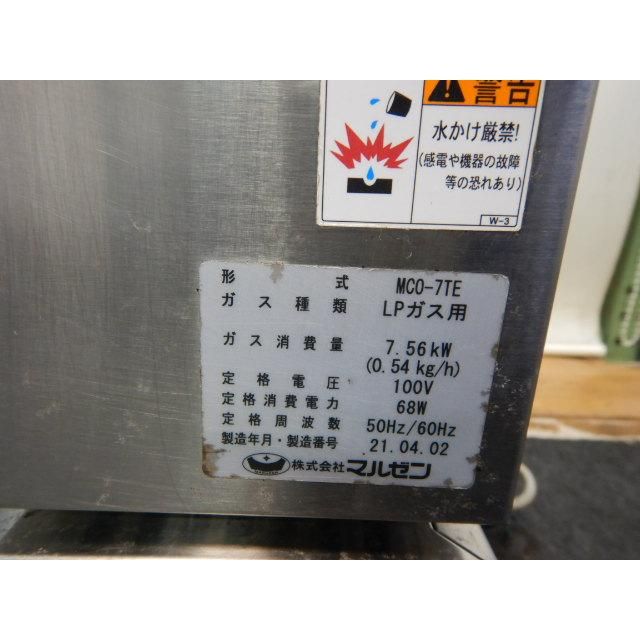 警告
水かけ厳禁!
(感電や機器の故障
等の恐れあり)
W-3
形式 MCO-7TE
ガス種類 LPガス用
ガス消費量 7.56kW
(0.54kg/h)
定格電圧 100V
定格消費電力 68W
定格周波数 50Hz/60Hz
製造年月・製造番号 21.04.02
株式会社マルゼン